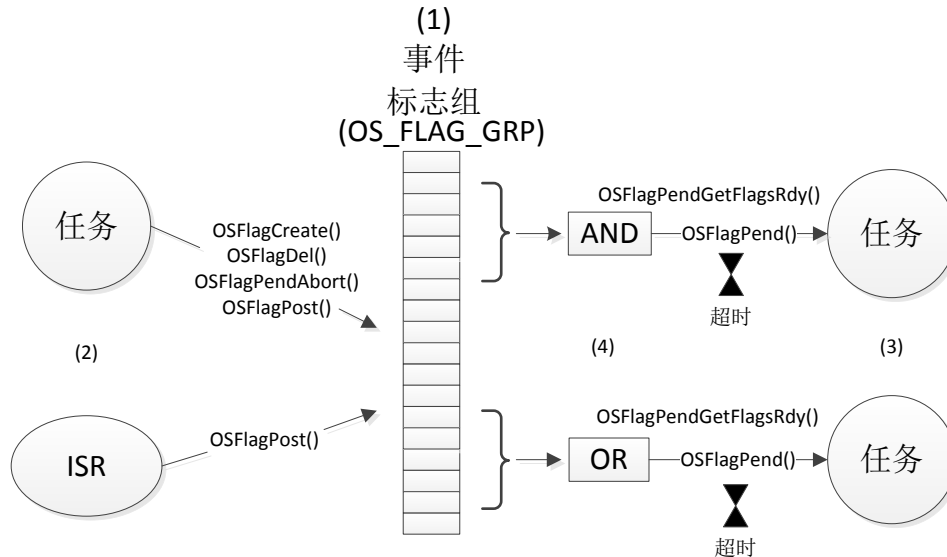 (1)
事件
标志组
(OS_FLAG_GRP)
任务
OSFlagCreate()
OSFlagDel()
OSFlagPendAbort()
OSFlagPost()
(2)
ISR
OSFlagPost()
OSFlagPendGetFlagsRdy()
AND
OSFlagPend()
任务
超时
(4)
(3)
OSFlagPendGetFlagsRdy()
OR
OSFlagPend()
任务
超时